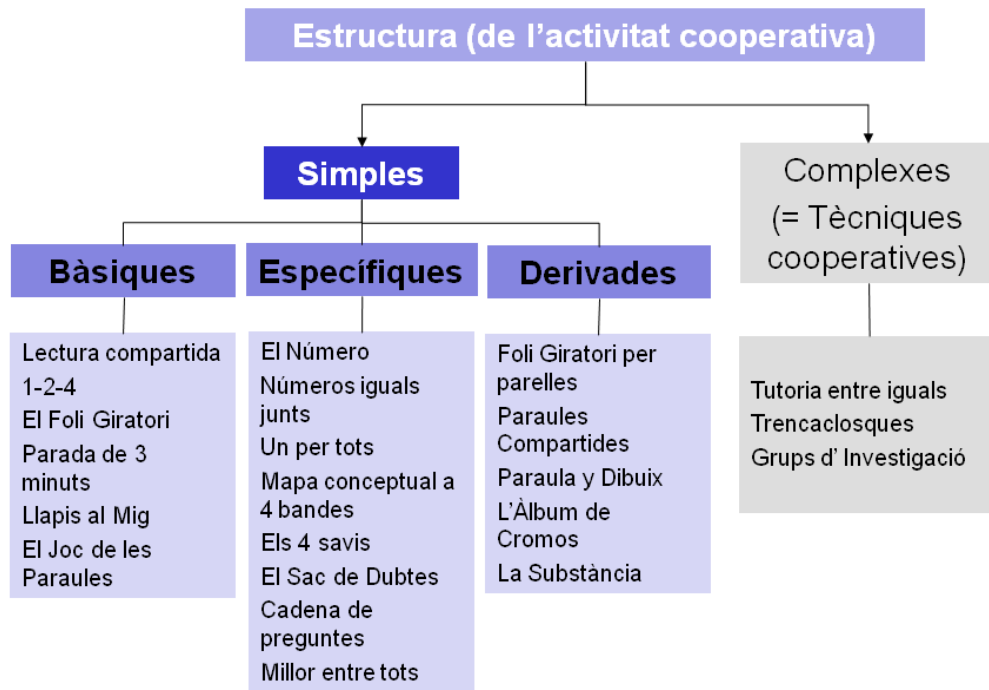 Estructura (de l'activitat cooperativa)
Simples
Complexes
(= Tècniques
cooperatives)
Bàsiques
Específiques
Derivades
Lectura compartida
1-2-4
El Foli Giratori
Parada de 3
minuts
Llapis al Mig
El Joc de les
Paraules
El Número
Números iguals
junts
Un per tots
Mapa conceptual a
4 bandes
Els 4 savis
El Sac de Dubtes
Cadena de
preguntes
Millor entre tots
Foli Giratori per
parelles
Paraules
Compartides
Paraula y Dibuix
L'Àlbum de
Cromos
La Substància
Tutoria entre iguals
Trencaclosques
Grups d' Investigació